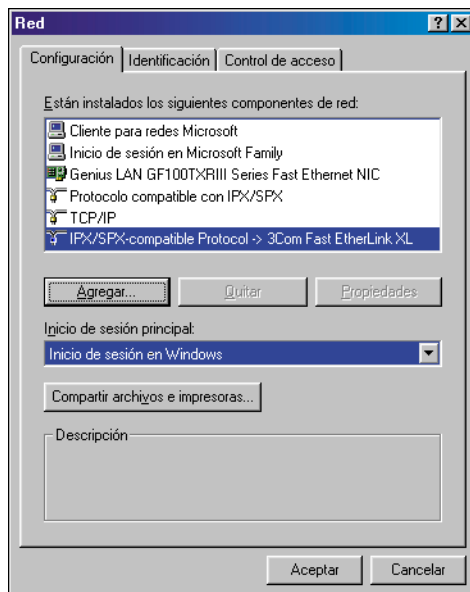 Red
Configuración Identificación Control de acceso
Están instalados los siguientes componentes de red:
Cliente para redes Microsoft
Inicio de sesión en Microsoft Family
Genius LAN GF100TXRIII Series Fast Ethernet NIC
Protocolo compatible con IPX/SPX
TCP/IP
IPX/SPX-compatible Protocol -> 3Com Fast EtherLink XL
Agregar... Quitar Propiedades
Inicio de sesión principal:
Inicio de sesión en Windows
Compartir archivos e impresoras...
Descripción
Aceptar Cancelar